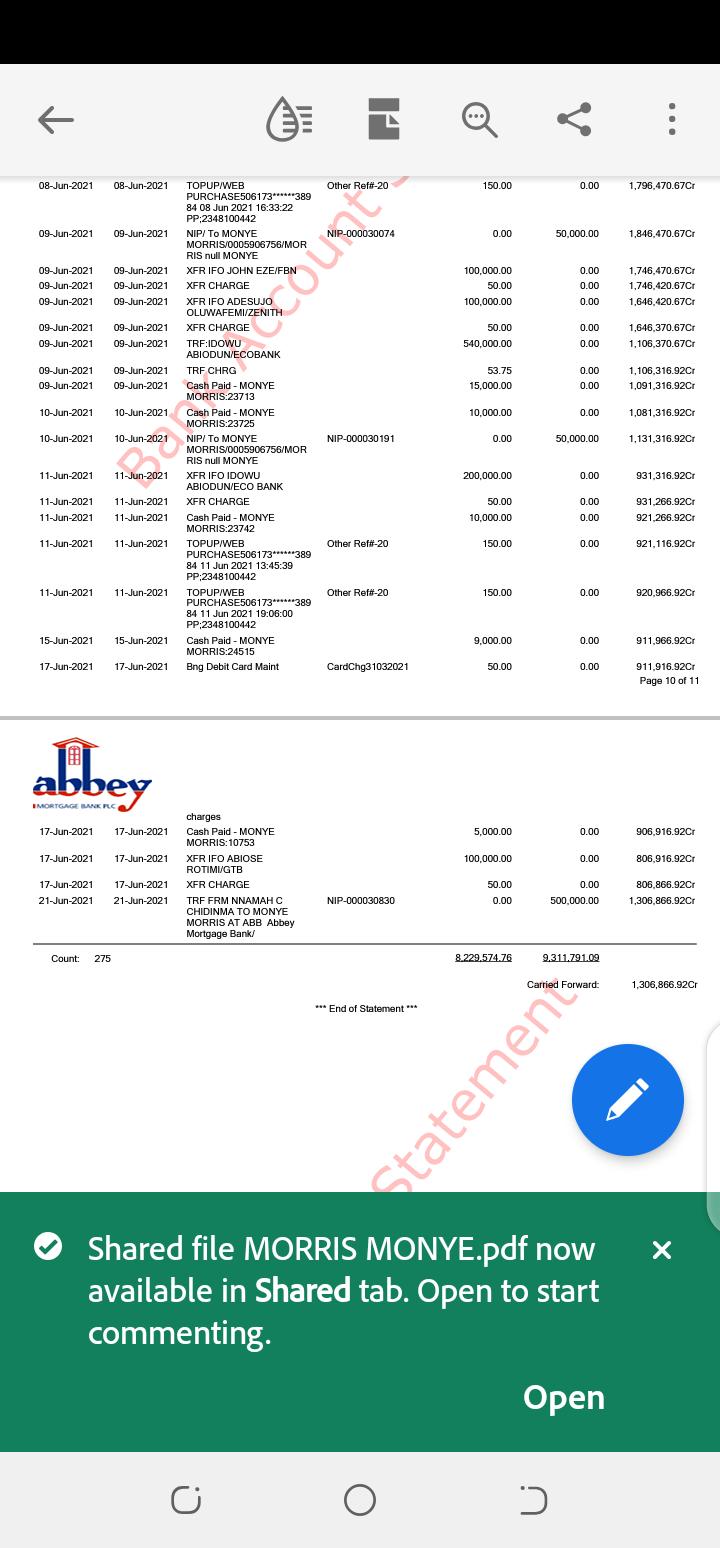 08-Jun-2021 08-Jun-2021 TOPUP/WEB Other Ref#-20 150.00 0.00 1,796,470.67Cr
PURCHASE506173******389
84 08 Jun 2021 16:33:22
PP;2348100442
09-Jun-2021 09-Jun-2021 NIP/ To MONYE NIP-000030074 0.00 50,000.00 1,846,470.67Cr
MORRIS/0005906756/MOR
RIS null MONYE
09-Jun-2021 09-Jun-2021 XFR IFO JOHN EZE/FBN 100,000.00 0.00 1,746,470.67Cr
09-Jun-2021 09-Jun-2021 XFR CHARGE 50.00 0.00 1,746,420.67Cr
09-Jun-2021 09-Jun-2021 XFR IFO ADESUJO 100,000.00 0.00 1,646,420.67Cr
OLUWAFEMI/ZENITH
09-Jun-2021 09-Jun-2021 XFR CHARGE 50.00 0.00 1,646,370.67Cr
09-Jun-2021 09-Jun-2021 TRF:IDOWU 540,000.00 0.00 1,106,370.67Cr
ABIODUN/ECOBANK
09-Jun-2021 09-Jun-2021 TRF CHRG 53.75 0.00 1,106,316.92Cr
09-Jun-2021 09-Jun-2021 Cash Paid - MONYE 15,000.00 0.00 1,091,316.92Cr
MORRIS:23713
10-Jun-2021 10-Jun-2021 Cash Paid - MONYE 10,000.00 0.00 1,081,316.92Cr
MORRIS:23725
10-Jun-2021 10-Jun-2021 NIP/ To MONYE NIP-000030191 0.00 50,000.00 1,131,316.92Cr
MORRIS/0005906756/MOR
RIS null MONYE
11-Jun-2021 11-Jun-2021 XFR IFO IDOWU 200,000.00 0.00 931,316.92Cr
ABIODUN/ECO BANK
11-Jun-2021 11-Jun-2021 XFR CHARGE 50.00 0.00 931,266.92Cr
11-Jun-2021 11-Jun-2021 Cash Paid - MONYE 10,000.00 0.00 921,266.92Cr
MORRIS:23742
11-Jun-2021 11-Jun-2021 TOPUP/WEB Other Ref#-20 150.00 0.00 921,116.92Cr
PURCHASE506173******389
84 11 Jun 2021 13:45:39
PP;2348100442
11-Jun-2021 11-Jun-2021 TOPUP/WEB Other Ref#-20 150.00 0.00 920,966.92Cr
PURCHASE506173******389
84 11 Jun 2021 19:06:00
PP;2348100442
15-Jun-2021 15-Jun-2021 Cash Paid - MONYE 9,000.00 0.00 911,966.92Cr
MORRIS:24515
17-Jun-2021 17-Jun-2021 Bng Debit Card Maint CardChg31032021 50.00 0.00 911,916.92Cr
Page 10 of 11
Bank Account S
abbey
MORTGAGE BANK PLC
charges
17-Jun-2021 17-Jun-2021 Cash Paid - MONYE 5,000.00 0.00 906,916.92Cr
MORRIS:10753
17-Jun-2021 17-Jun-2021 XFR IFO ABIOSE 100,000.00 0.00 806,916.92Cr
ROTIMI/GTB
17-Jun-2021 17-Jun-2021 XFR CHARGE 50.00 0.00 806,866.92Cr
21-Jun-2021 21-Jun-2021 TRF FRM NNAMAH C NIP-000030830 0.00 500,000.00 1,306,866.92Cr
CHIDINMA TO MONYE
MORRIS AT ABB Abbey
Mortgage Bank/
Count: 275 8,229,574.76 9,311,791.09
Carried Forward: 1,306,866.92Cr
*** End of Statement ***
Statement
Shared file MORRIS MONYE.pdf now
available in Shared tab. Open to start
commenting.
Open